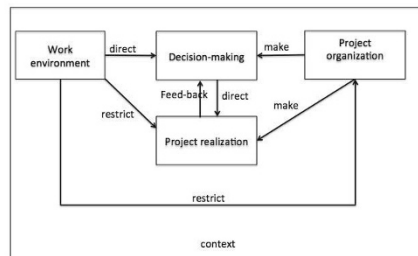 Work
environment
direct
Decision-making
make
Project
organization
Feed-back
direct
restrict
make
Project realization
restrict
context